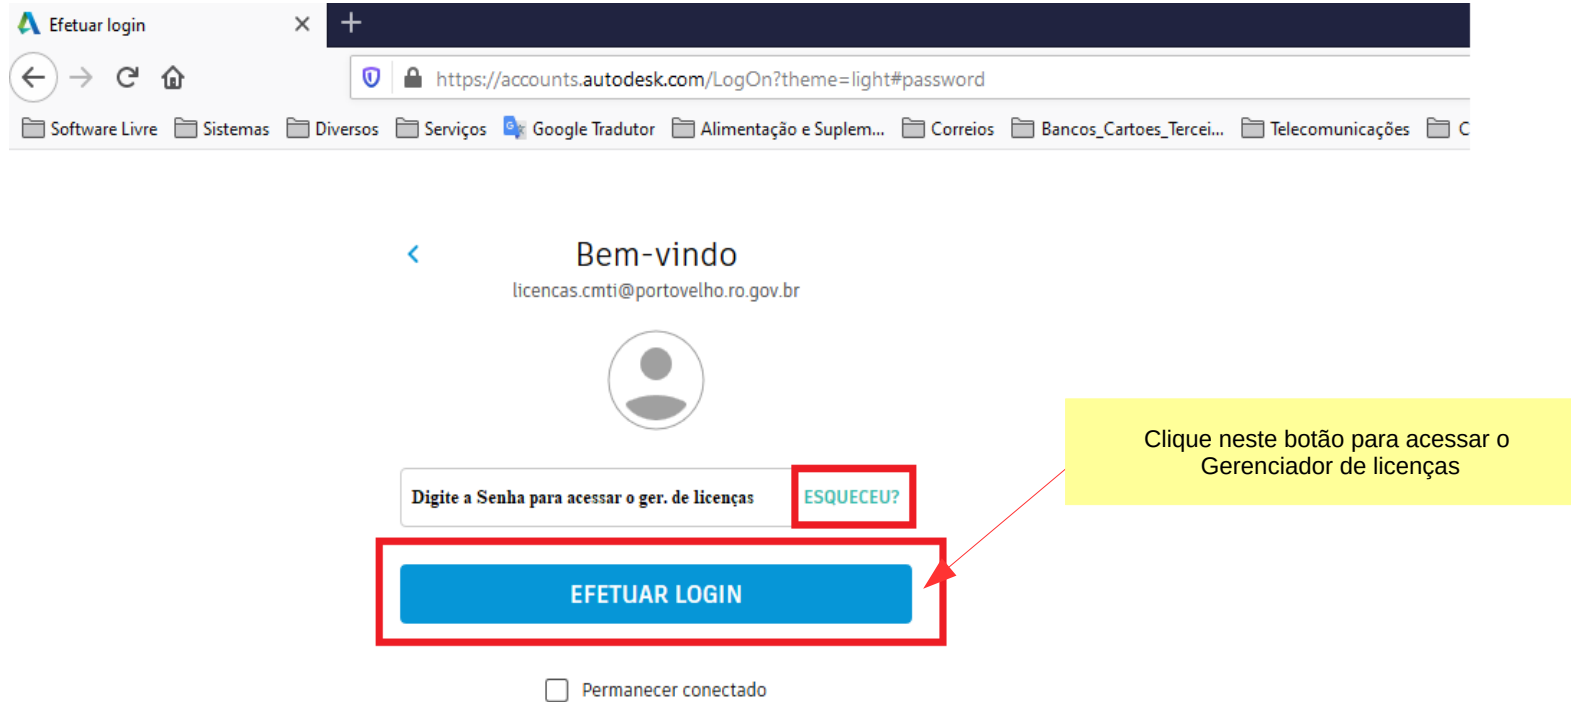 Efetuar login
https://accounts.autodesk.com/LogOn?theme=light#password
Software Livre Sistemas Diversos Serviços Google Tradutor Alimentação e Suplem... Correios Bancos_Cartoes_Tercei... Telecomunicações C
Bem-vindo
licencas.cmti@portovelho.ro.gov.br
Clique neste botão para acessar o
Gerenciador de licenças
Digite a Senha para acessar o ger. de licenças ESQUECEU?
EFETUAR LOGIN
Permanecer conectado